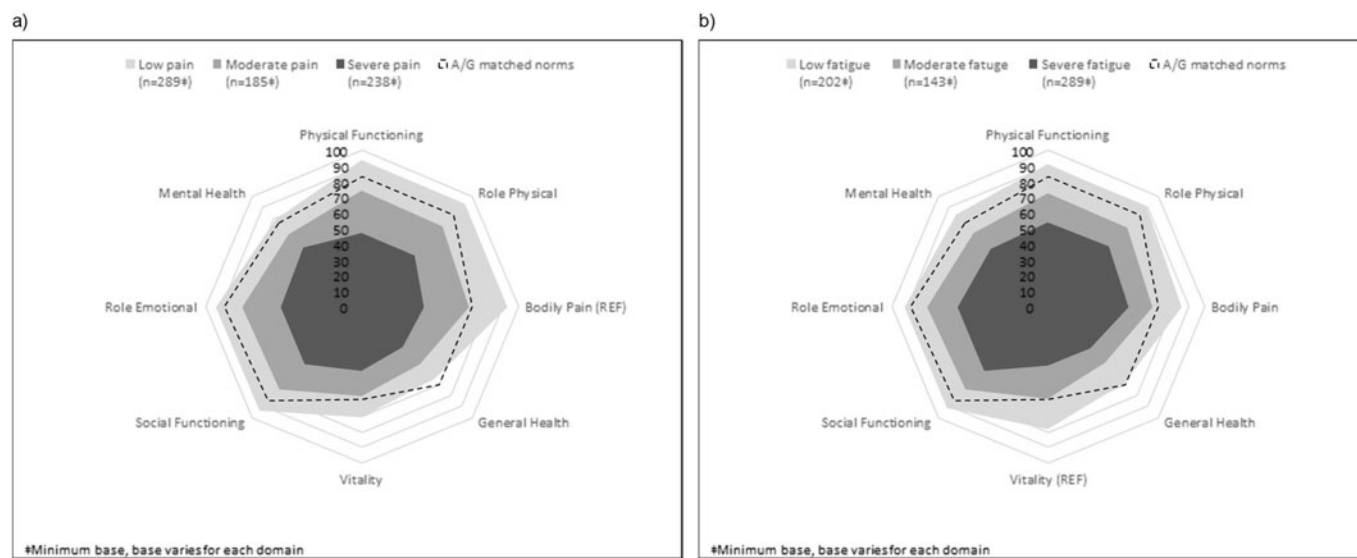 a)
Low pain (n=289‡)
Moderate pain (n=185‡)
Severe pain (n=238‡)
A/G matched norms
Physical Functioning
Role Physical
Bodily Pain (REF)
General Health
Vitality
Social Functioning
Role Emotional
Mental Health
100
90
80
70
60
50
40
30
20
10
0
‡Minimum base, base varies for each domain
b)
Low fatigue (n=202‡)
Moderate fatuge (n=143‡)
Severe fatigue (n=289‡)
A/G matched norms
Physical Functioning
Role Physical
Bodily Pain
General Health
Vitality (REF)
Social Functioning
Role Emotional
Mental Health
100
90
80
70
60
50
40
30
20
10
0
‡Minimum base, base varies for each domain